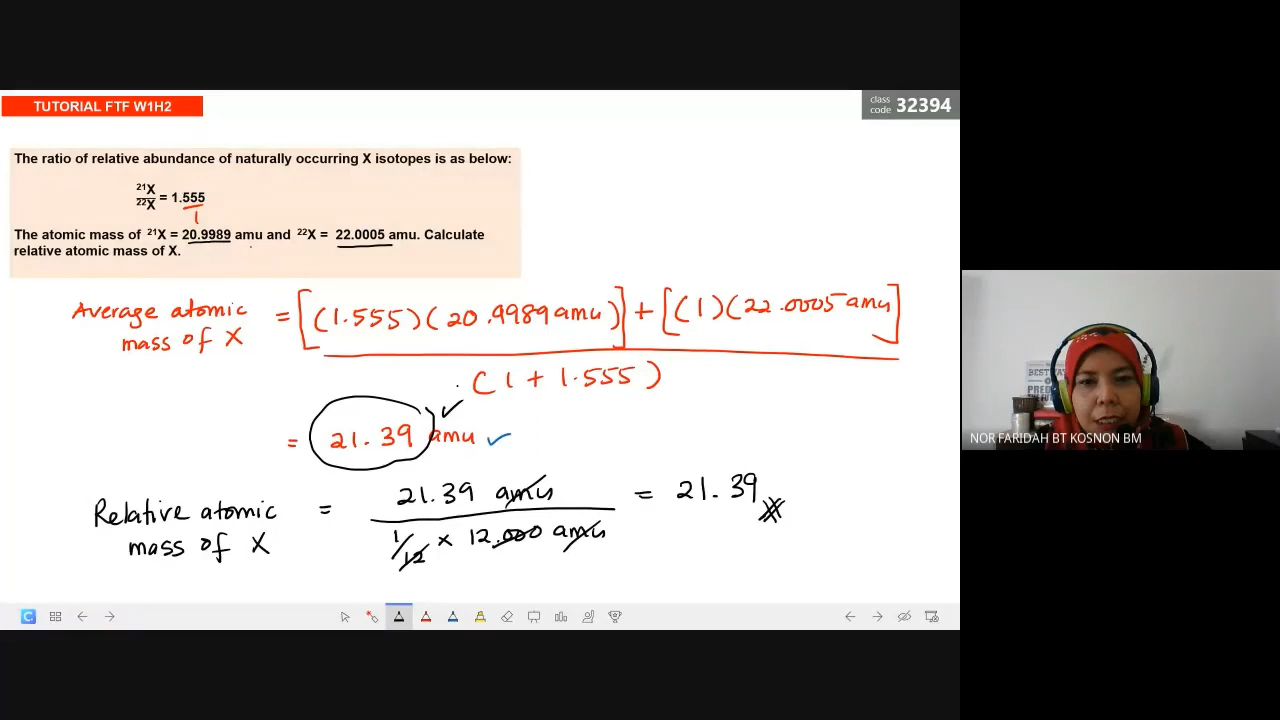 TUTORIAL FTF W1H2
class code 32394
The ratio of relative abundance of naturally occurring X isotopes is as below:
²¹X/²²X = 1.555
1
The atomic mass of ²¹X = 20.9989 amu and ²²X = 22.0005 amu. Calculate
relative atomic mass of X.
Average atomic mass of X = [(1.555)(20.9989 amu)] + [(1)(22.0005 amu]
(1 + 1.555)
= 21.39 amu ✓
Relative atomic mass of X = 21.39 amu = 21.39
1/12 x 12.000 amu
BEST
PRED
NOR FARIDAH BT KOSNON BM